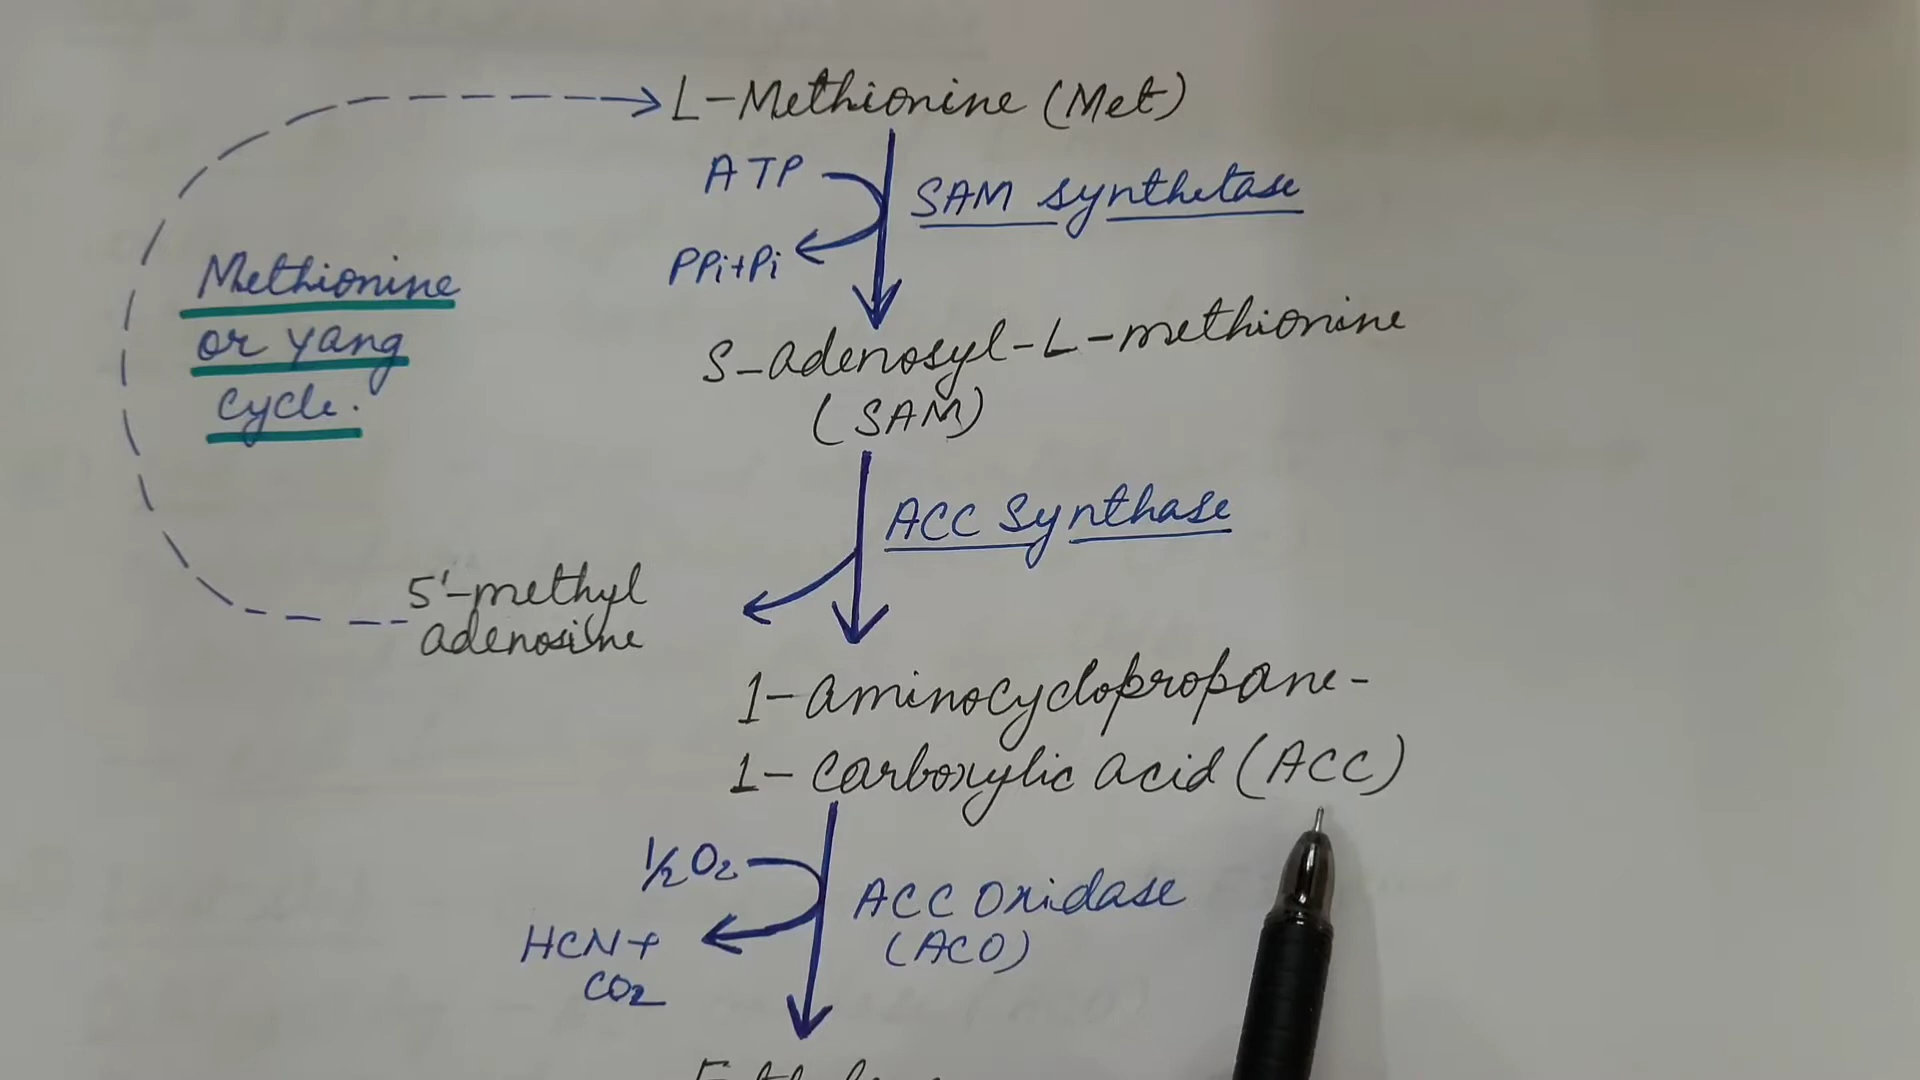 L-Methionine (Met)
ATP
SAM Synthetase
PPi+Pi
Methionine
or yang
cycle.
S-adenosyl-L-methionine
(SAM)
ACC Synthase
5'-methyl
adenosine
1-aminocyclopropane-
1-Carboxylic acid (ACC)
1/2O2
ACC Oxidase
(ACO)
HCN+
CO2